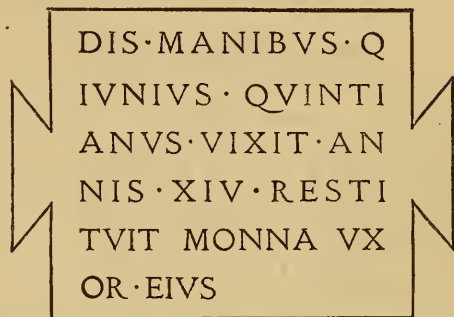 DIS·MANIBVS·Q
IVNIVS·QVINTI
ANVS·VIXIT·AN
NIS·XIV·RESTI
TVIT MONNA VX
OR·EIVS